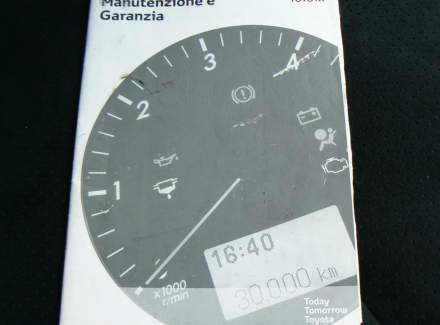 Manutenzione e
Garanzia
4
3
2
1
16:40
30.000 km
x1000
r/min
Today
Tomorrow
Toyota